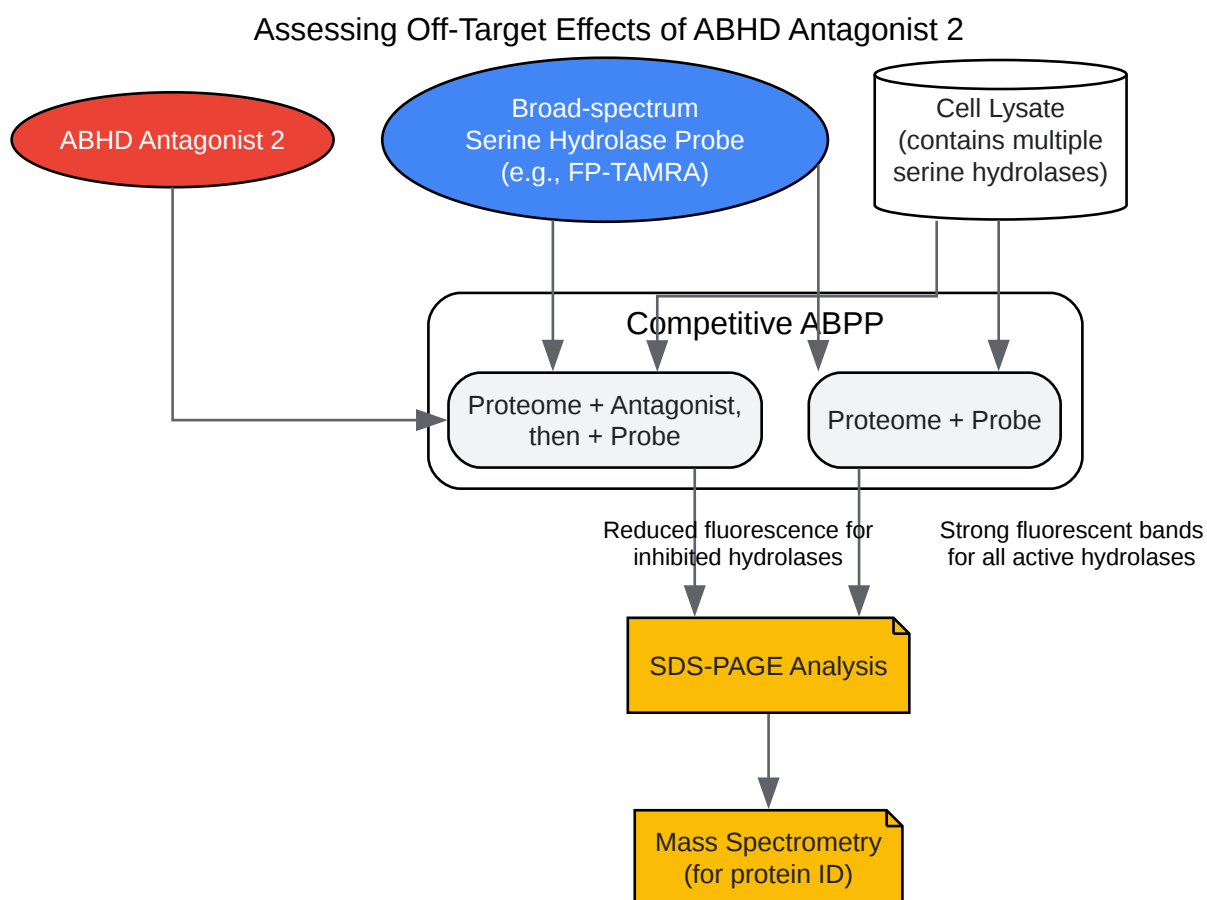 Assessing Off-Target Effects of ABHD Antagonist 2
ABHD Antagonist 2
Broad-spectrum
Serine Hydrolase Probe
(e.g., FP-TAMRA)
Cell Lysate
(contains multiple
serine hydrolases)
Competitive ABPP
Proteome + Antagonist,
then + Probe
Proteome + Probe
Reduced fluorescence for
inhibited hydrolases
Strong fluorescent bands
for all active hydrolases
SDS-PAGE Analysis
Mass Spectrometry
(for protein ID)